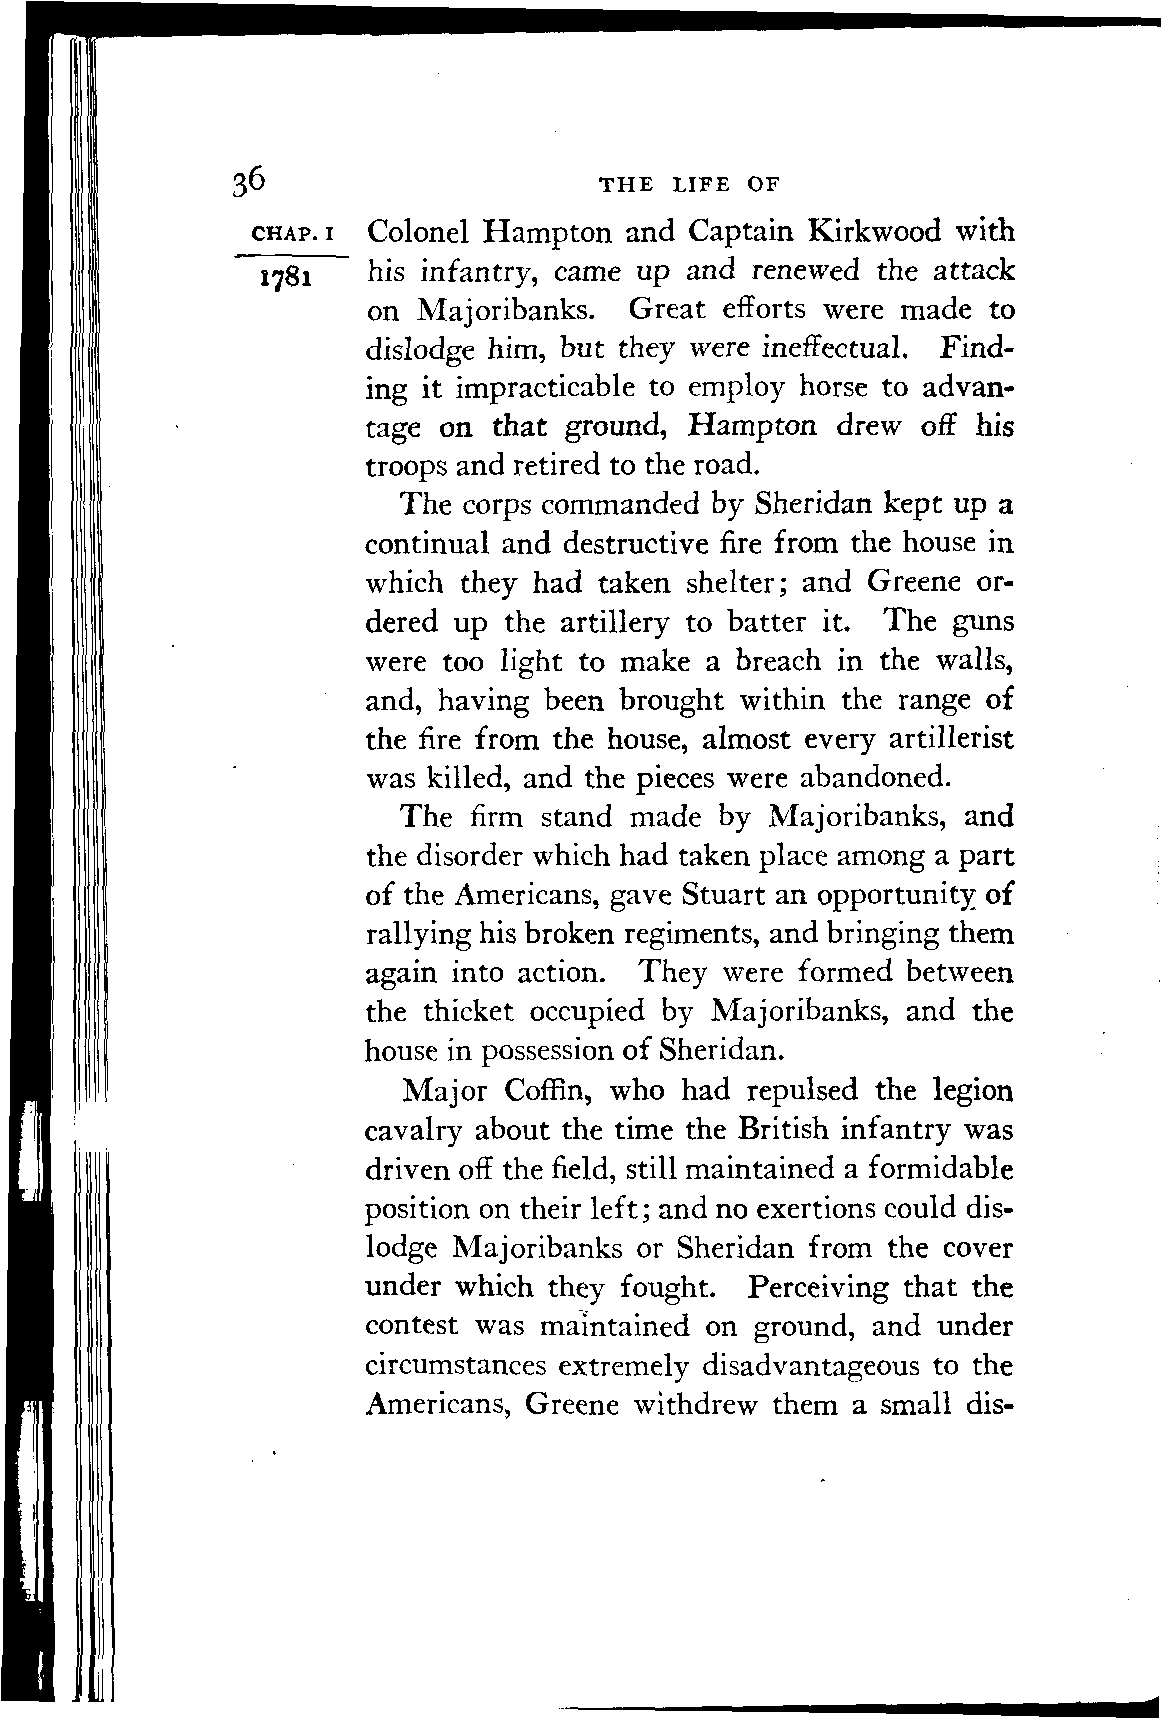 36 THE LIFE OF
CHAP. I Colonel Hampton and Captain Kirkwood with
1781 his infantry, came up and renewed the attack
on Majoribanks. Great efforts were made to
dislodge him, but they were ineffectual. Find-
ing it impracticable to employ horse to advan-
tage on that ground, Hampton drew off his
troops and retired to the road.
The corps commanded by Sheridan kept up a
continual and destructive fire from the house in
which they had taken shelter; and Greene or-
dered up the artillery to batter it. The guns
were too light to make a breach in the walls,
and, having been brought within the range of
the fire from the house, almost every artillerist
was killed, and the pieces were abandoned.
The firm stand made by Majoribanks, and
the disorder which had taken place among a part
of the Americans, gave Stuart an opportunity of
rallying his broken regiments, and bringing them
again into action. They were formed between
the thicket occupied by Majoribanks, and the
house in possession of Sheridan.
Major Coffin, who had repulsed the legion
cavalry about the time the British infantry was
driven off the field, still maintained a formidable
position on their left; and no exertions could dis-
lodge Majoribanks or Sheridan from the cover
under which they fought. Perceiving that the
contest was maintained on ground, and under
circumstances extremely disadvantageous to the
Americans, Greene withdrew them a small dis-